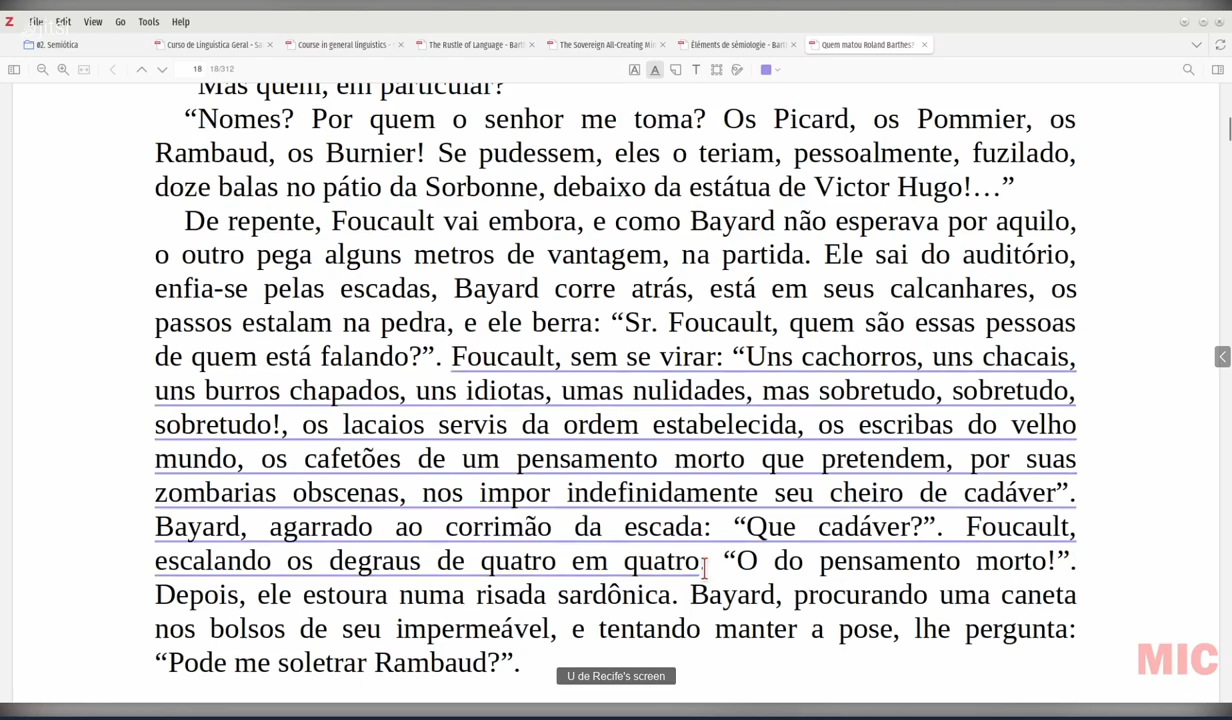 File Edit View Go Tools Help
#2. Semiótica
Curso de Linguística Geral - Sa
Course in general linguistics -
The Rustle of Language - Bart
The Sovereign All-Creating Mi
Éléments de sémiologie - Bart
Quem matou Roland Barthes?
18 18/312
Mas quem, em particular?
“Nomes? Por quem o senhor me toma? Os Picard, os Pommier, os
Rambaud, os Burnier! Se pudessem, eles o teriam, pessoalmente, fuzilado,
doze balas no pátio da Sorbonne, debaixo da estátua de Victor Hugo!…”
De repente, Foucault vai embora, e como Bayard não esperava por aquilo,
o outro pega alguns metros de vantagem, na partida. Ele sai do auditório,
enfia-se pelas escadas, Bayard corre atrás, está em seus calcanhares, os
passos estalam na pedra, e ele berra: “Sr. Foucault, quem são essas pessoas
de quem está falando?”. Foucault, sem se virar: “Uns cachorros, uns chacais,
uns burros chapados, uns idiotas, umas nulidades, mas sobretudo, sobretudo,
sobretudo!, os lacaios servis da ordem estabelecida, os escribas do velho
mundo, os cafetões de um pensamento morto que pretendem, por suas
zombarias obscenas, nos impor indefinidamente seu cheiro de cadáver”.
Bayard, agarrado ao corrimão da escada: “Que cadáver?”. Foucault,
escalando os degraus de quatro em quatro: “O do pensamento morto!”.
Depois, ele estoura numa risada sardônica. Bayard, procurando uma caneta
nos bolsos de seu impermeável, e tentando manter a pose, lhe pergunta:
“Pode me soletrar Rambaud?”.
MIC
U de Recife's screen